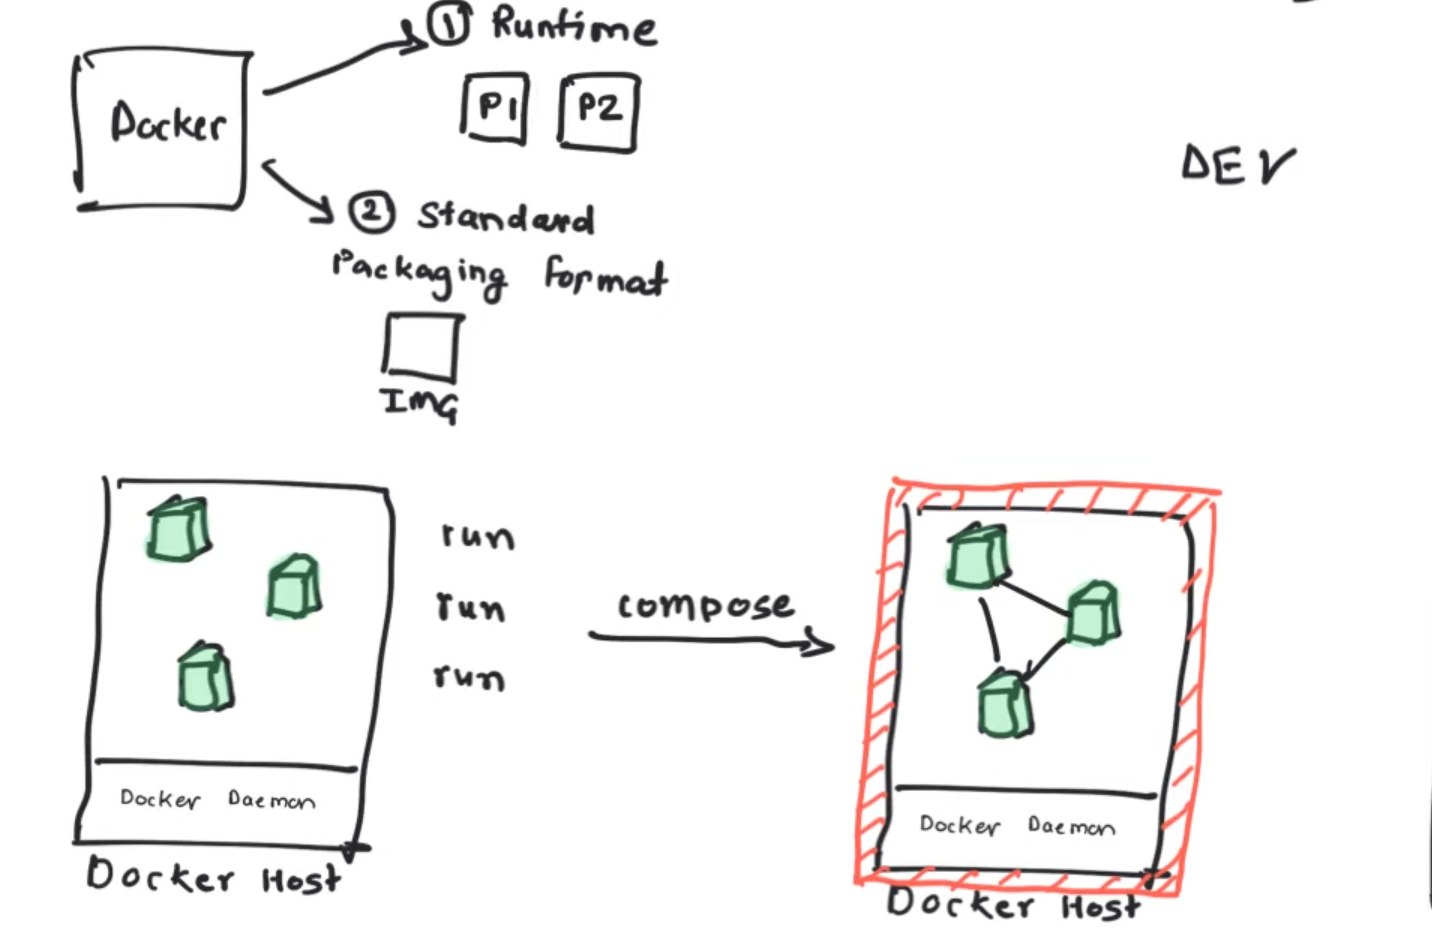 ① Runtime
Docker
P1 P2
DEV
② Standard
Packaging format
Img
run
run
run
compose
Docker Daemon
Docker Host
Docker Daemon
Docker Host